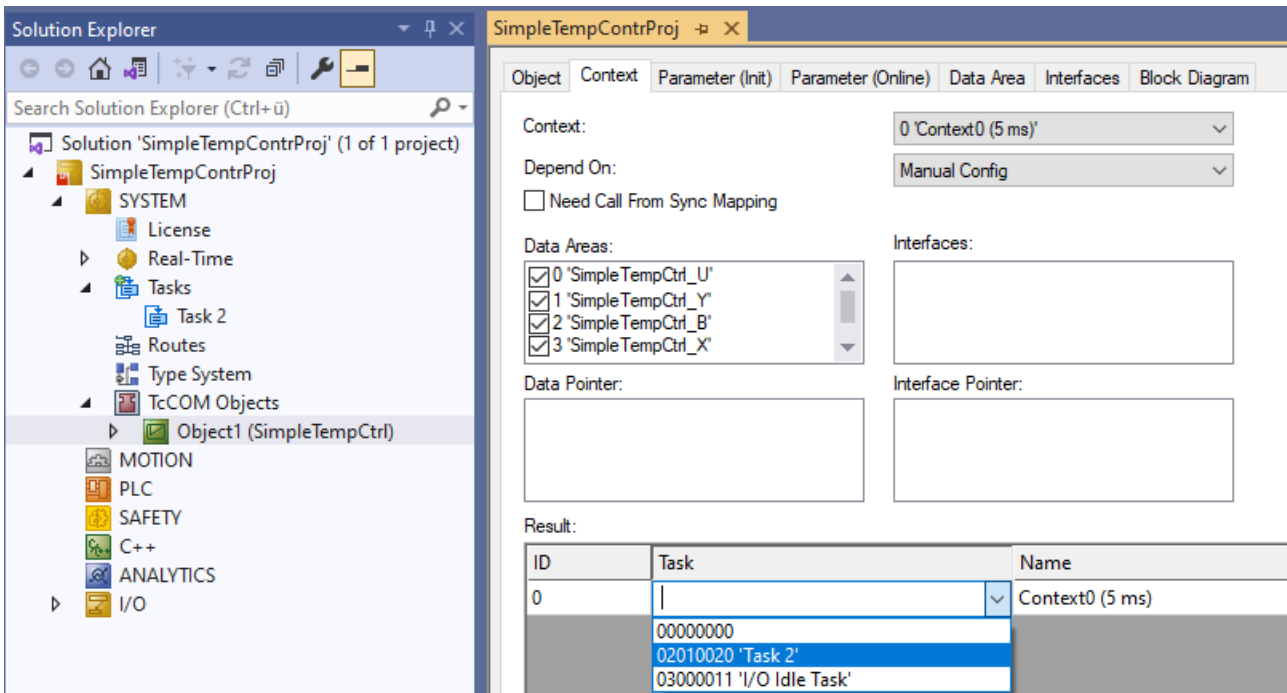 Solution Explorer
Search Solution Explorer (Ctrl+ü)
Solution 'SimpleTempContrProj' (1 of 1 project)
SimpleTempContrProj
SYSTEM
License
Real-Time
Tasks
Task 2
Routes
Type System
TcCOM Objects
Object1 (SimpleTempCtrl)
MOTION
PLC
SAFETY
C++
ANALYTICS
I/O
SimpleTempContrProj
Object Context Parameter (Init) Parameter (Online) Data Area Interfaces Block Diagram
Context: 0 'Context0 (5 ms)'
Depend On: Manual Config
Need Call From Sync Mapping
Data Areas:
0 'SimpleTempCtrl_U'
1 'SimpleTempCtrl_Y'
2 'SimpleTempCtrl_B'
3 'SimpleTempCtrl_X'
Interfaces:
Data Pointer:
Interface Pointer:
Result:
ID Task Name
0 Context0 (5 ms)
00000000
02010020 'Task 2'
03000011 'I/O Idle Task'